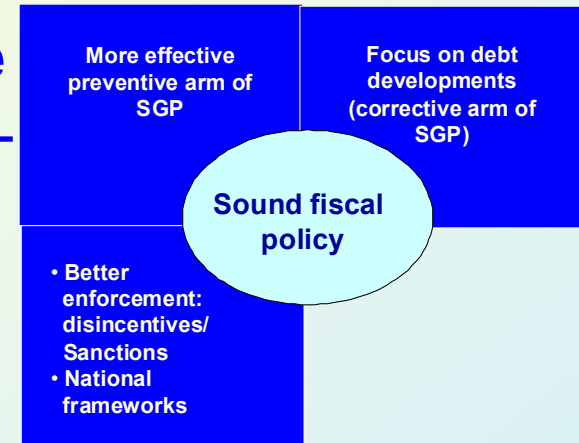 e
More effective
preventive arm of
SGP
Focus on debt
developments
(corrective arm of
SGP)
Sound fiscal
policy
• Better
enforcement:
disincentives/
Sanctions
• National
frameworks